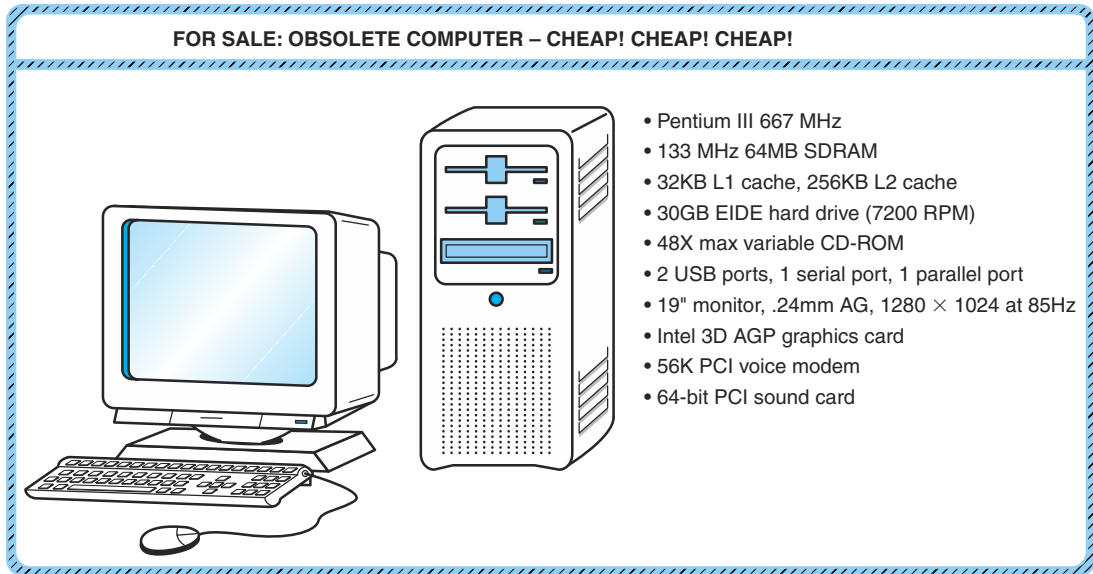 FOR SALE: OBSOLETE COMPUTER – CHEAP! CHEAP! CHEAP!
• Pentium III 667 MHz
• 133 MHz 64MB SDRAM
• 32KB L1 cache, 256KB L2 cache
• 30GB EIDE hard drive (7200 RPM)
• 48X max variable CD-ROM
• 2 USB ports, 1 serial port, 1 parallel port
• 19" monitor, .24mm AG, 1280 × 1024 at 85Hz
• Intel 3D AGP graphics card
• 56K PCI voice modem
• 64-bit PCI sound card